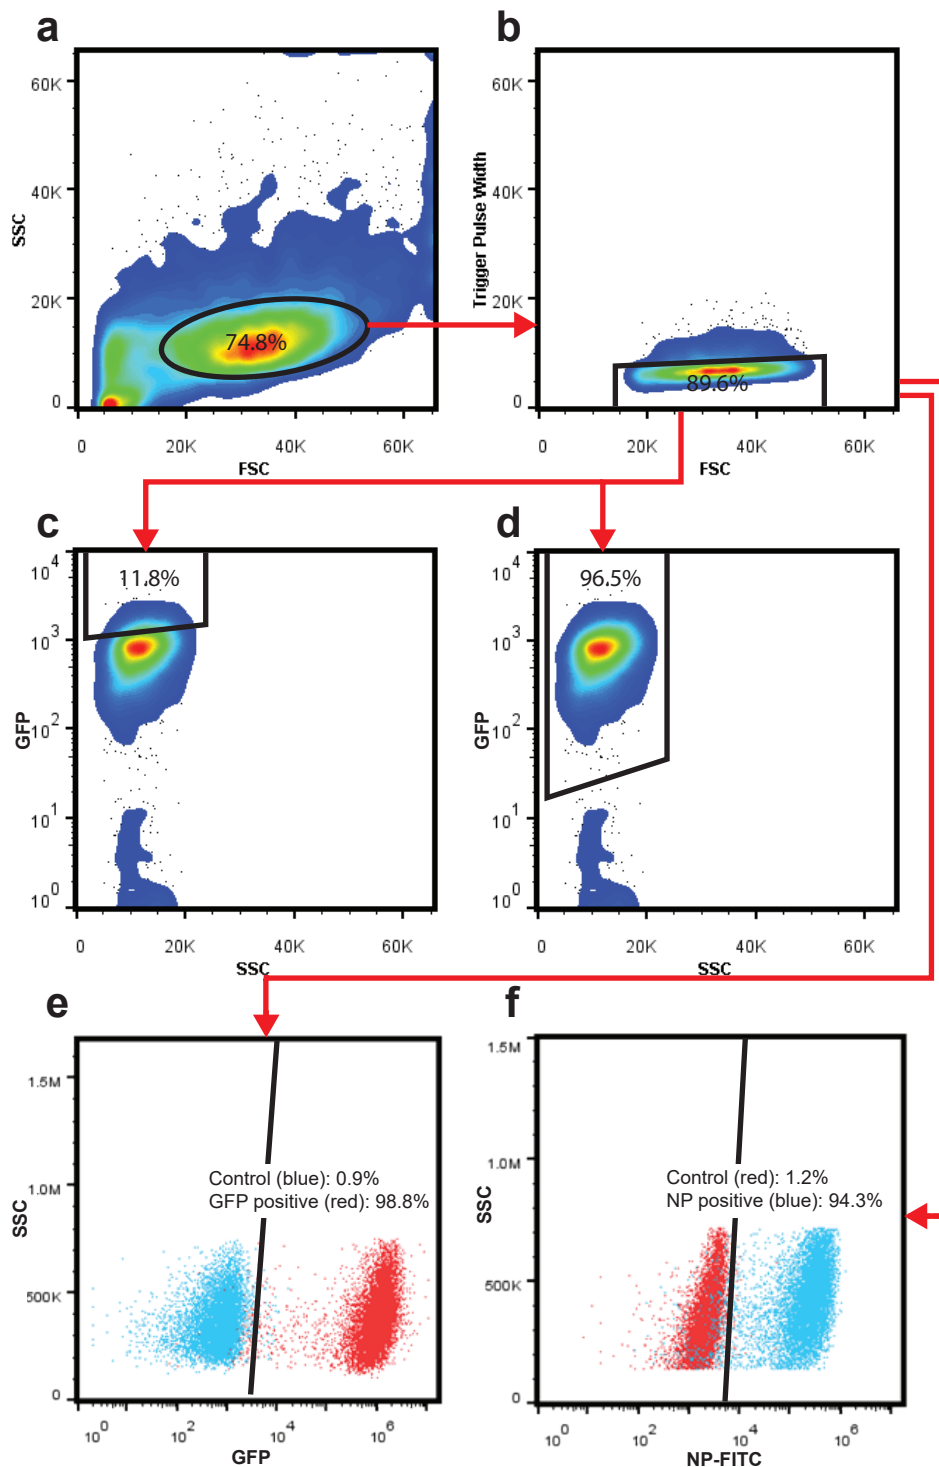 a
60K
40K
SSC
20K
74.8%
0
0 20K 40K 60K
FSC
b
60K
40K
Trigger Pulse Width
20K
89.6%
0
0 20K 40K 60K
FSC
c
10^4
11.8%
10^3
GFP
10^2
10^1
10^0
0 20K 40K 60K
SSC
d
10^4
96.5%
10^3
GFP
10^2
10^1
10^0
0 20K 40K 60K
SSC
e
1.5M
Control (blue): 0.9%
GFP positive (red): 98.8%
1.0M
SSC
500K
0
10^0 10^2 10^4 10^6
GFP
f
1.5M
1.0M
Control (red): 1.2%
NP positive (blue): 94.3%
SSC
500K
0
10^0 10^2 10^4 10^6
NP-FITC